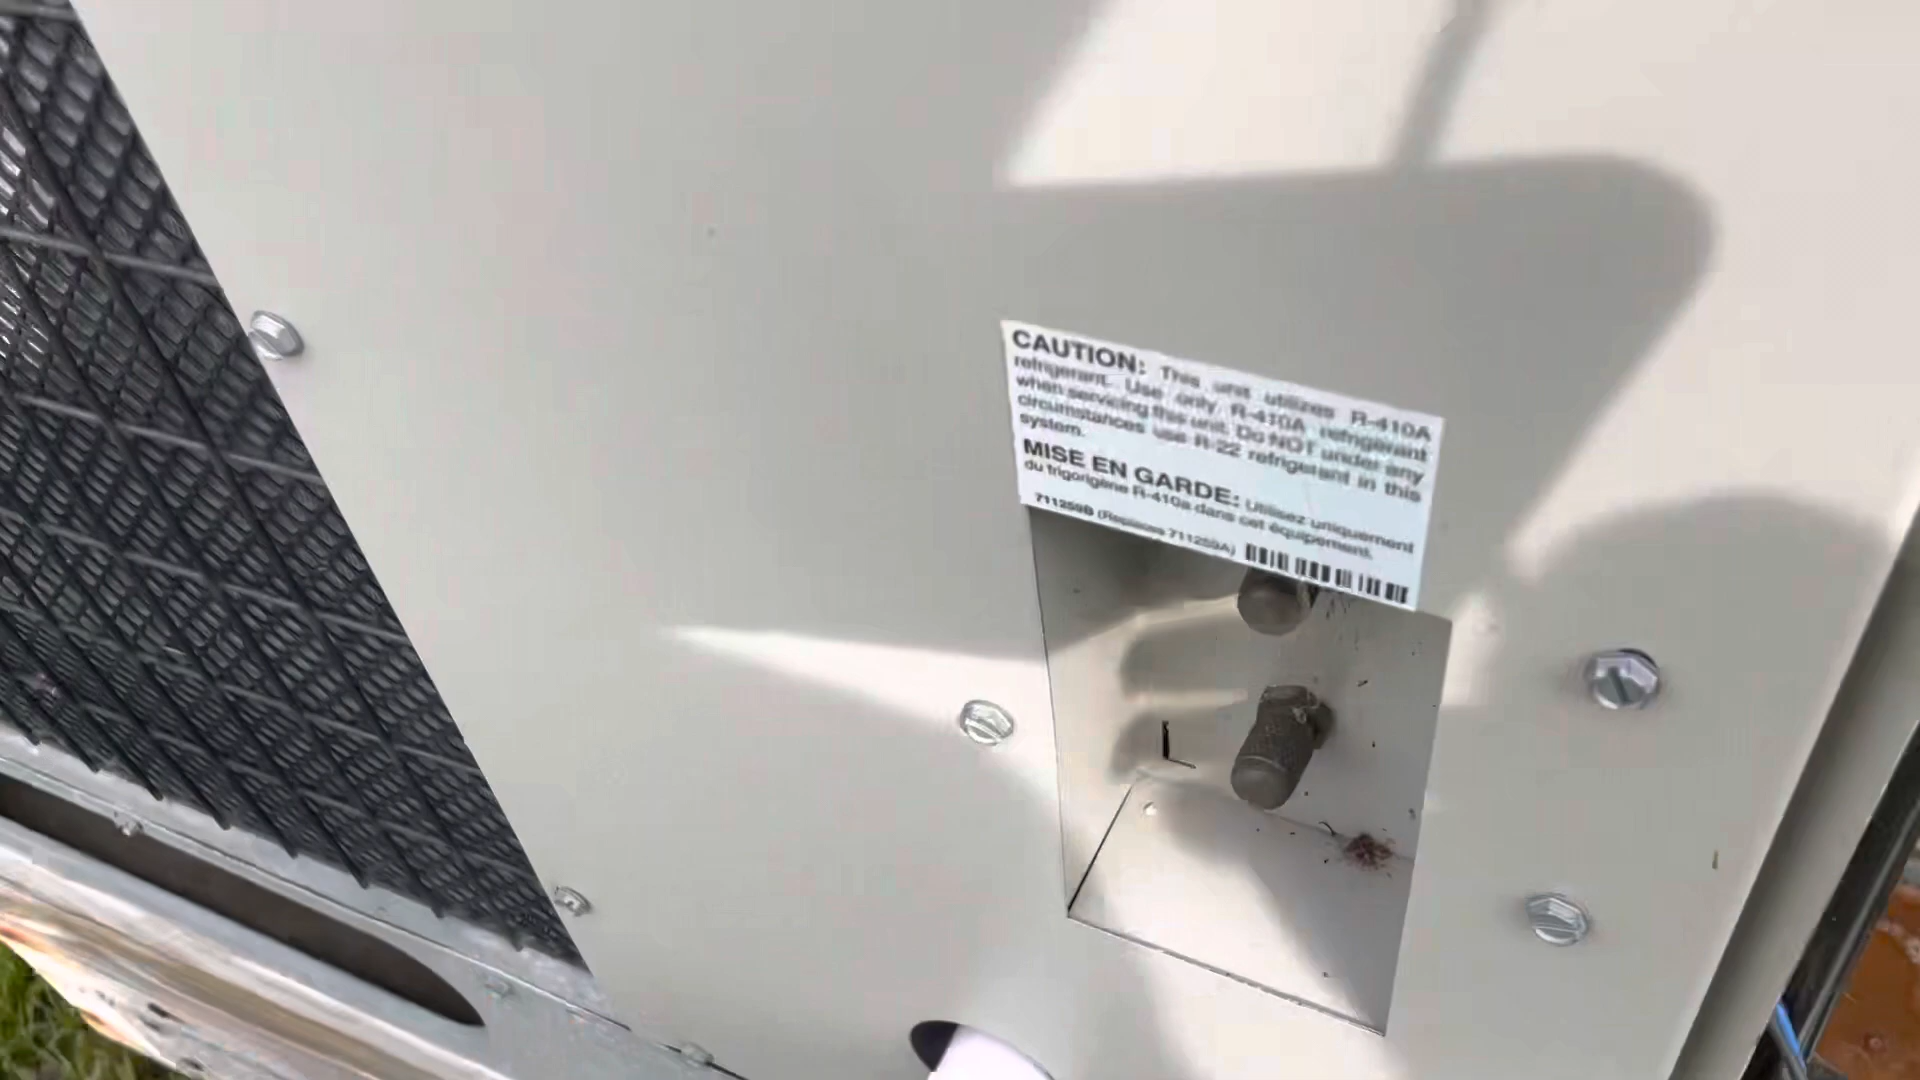 CAUTION: This unit utilizes R-410A
refrigerant. Use only R-410A refrigerant
when servicing this unit. Do NOT under any
circumstances use R-22 refrigerant in this
system.
MISE EN GARDE: Utilisez uniquement
du frigorigène R-410a dans cet équipement.
711259B (Replaces 711259A)